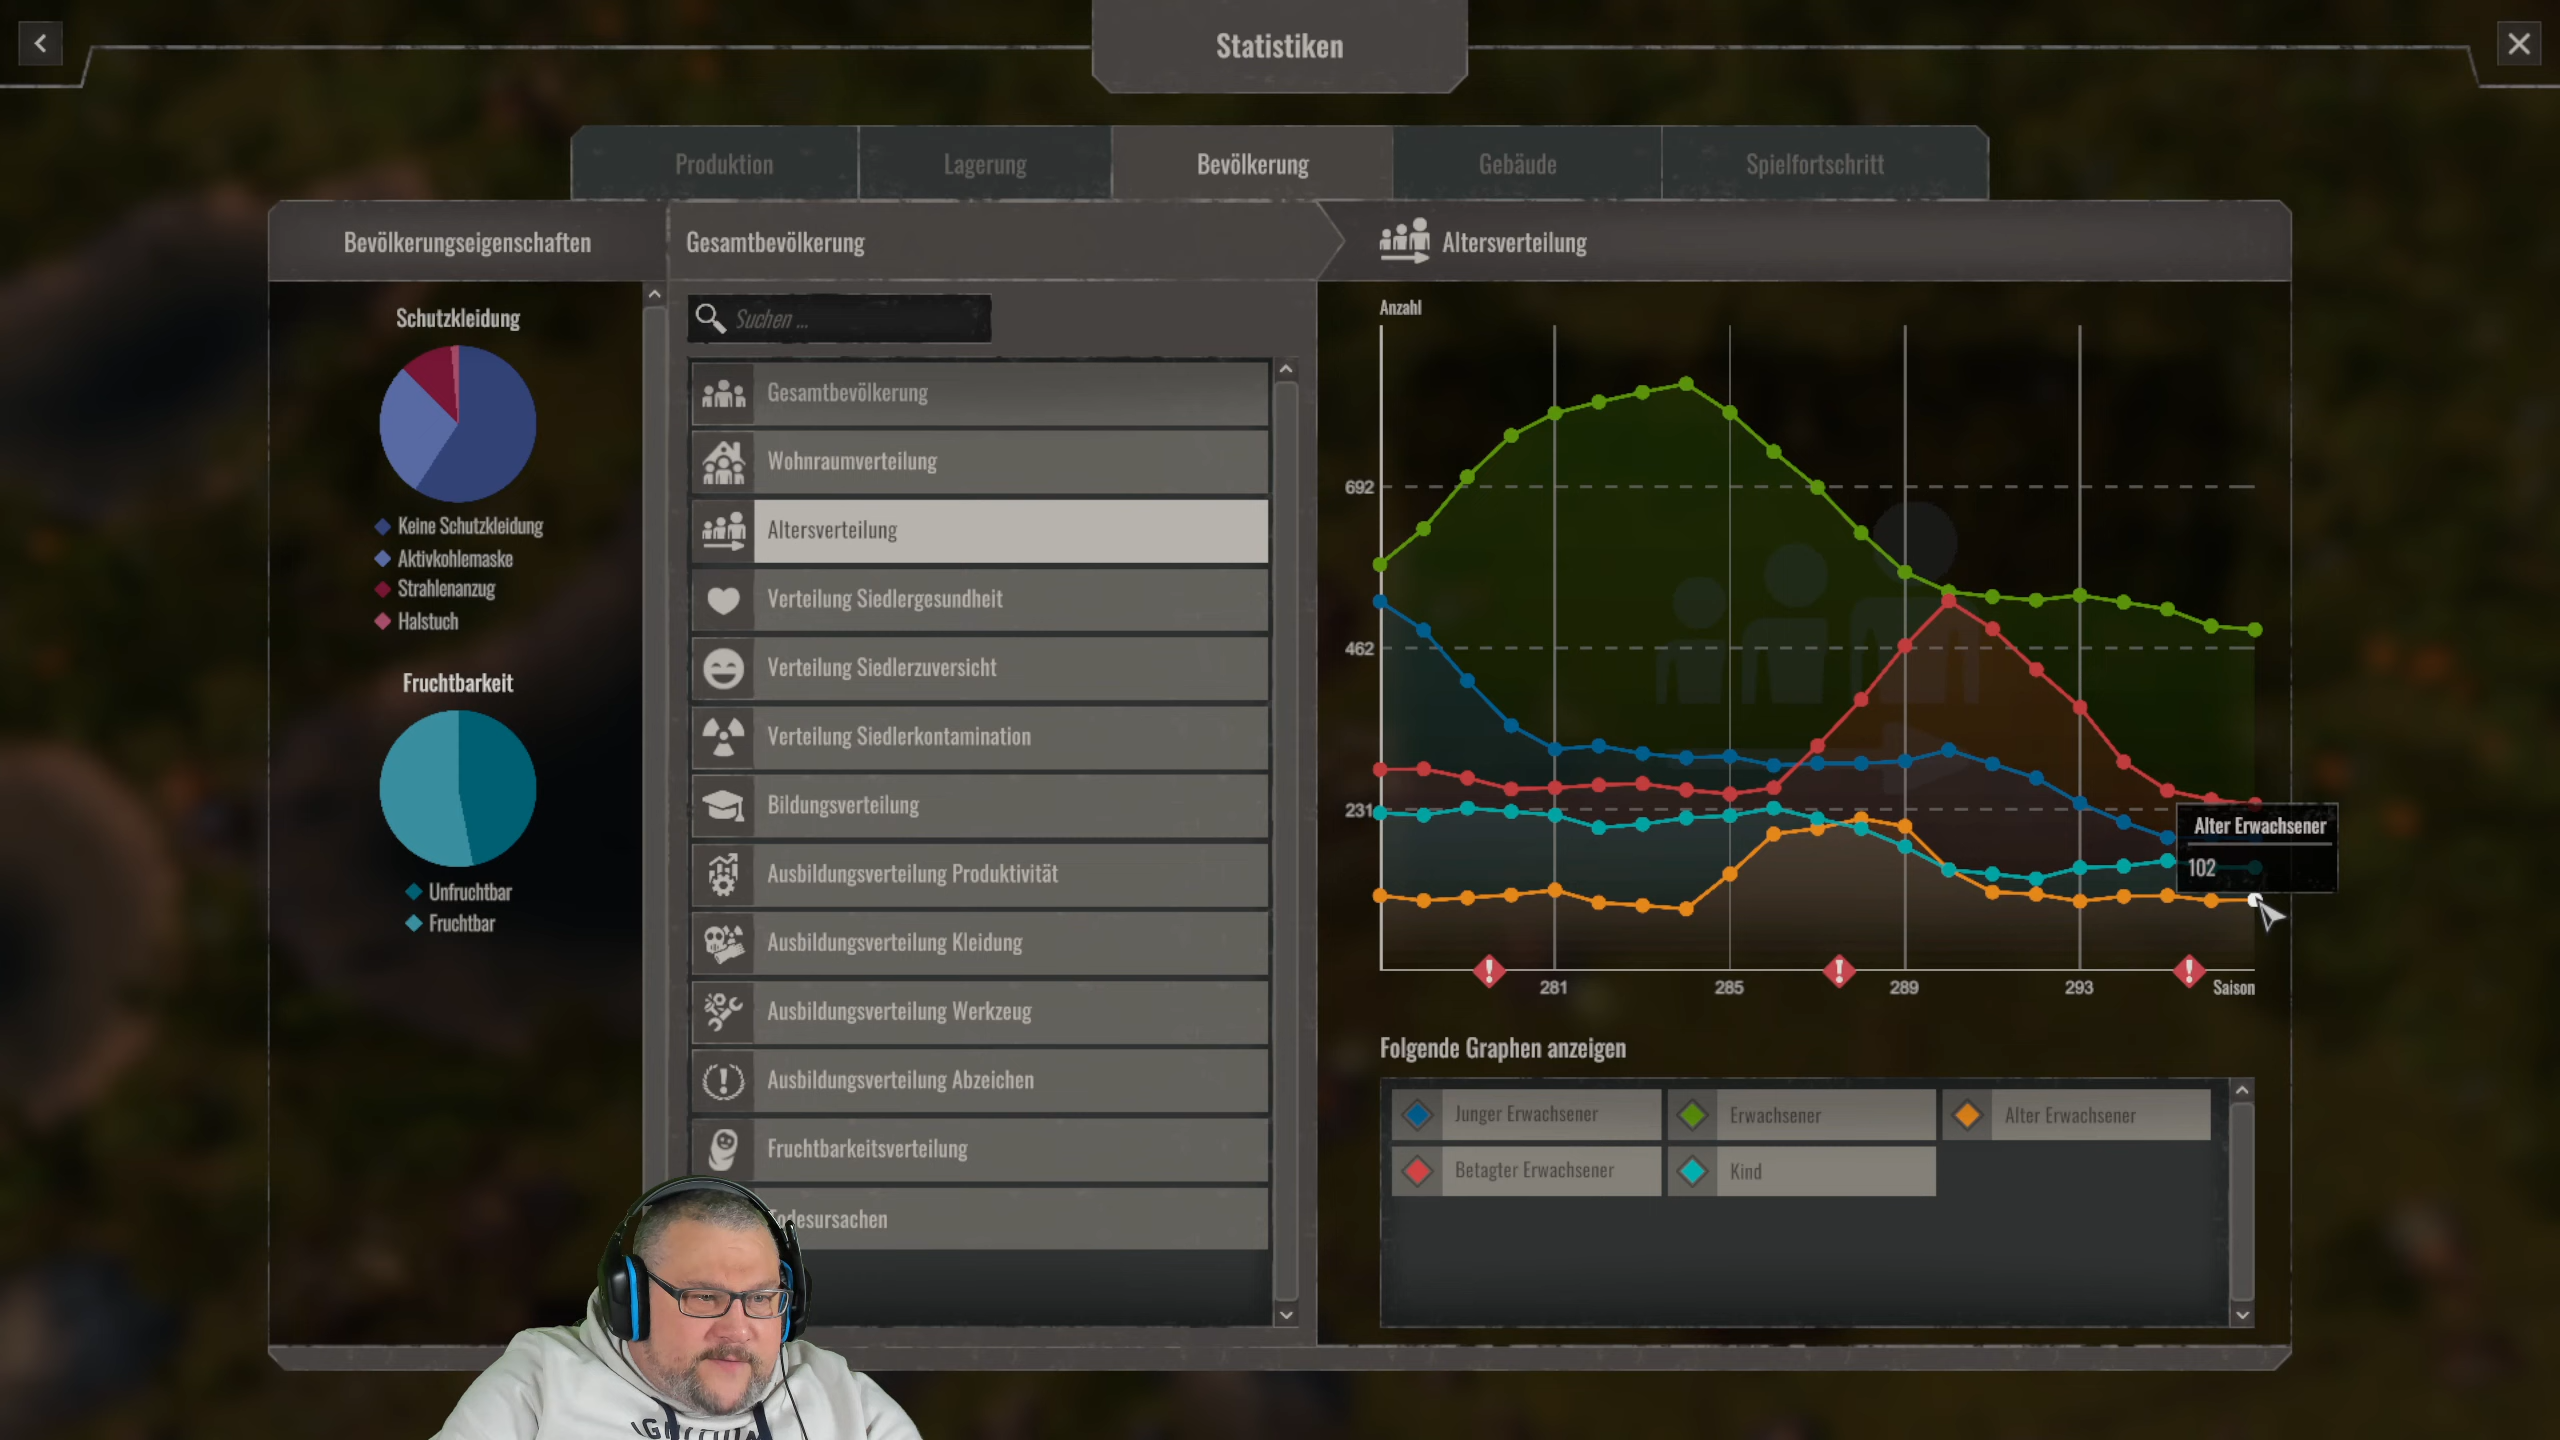 Statistiken
Produktion
Lagerung
Bevölkerung
Gebäude
Spielfortschritt
Bevölkerungseigenschaften
Gesamtbevölkerung
Altersverteilung
Schutzkleidung
Keine Schutzkleidung
Aktivkohlemaske
Strahlenanzug
Halstuch
Fruchtbarkeit
Unfruchtbar
Fruchtbar
Suchen ...
Gesamtbevölkerung
Wohnraumverteilung
Altersverteilung
Verteilung Siedlergesundheit
Verteilung Siedlerzuversicht
Verteilung Siedlerkontamination
Bildungsverteilung
Ausbildungsverteilung Produktivität
Ausbildungsverteilung Kleidung
Ausbildungsverteilung Werkzeug
Ausbildungsverteilung Abzeichen
Fruchtbarkeitsverteilung
Todesursachen
Anzahl
692
462
231
Alter Erwachsener
102
281
285
289
293
Saison
Folgende Graphen anzeigen
Junger Erwachsener
Erwachsener
Alter Erwachsener
Betagter Erwachsener
Kind